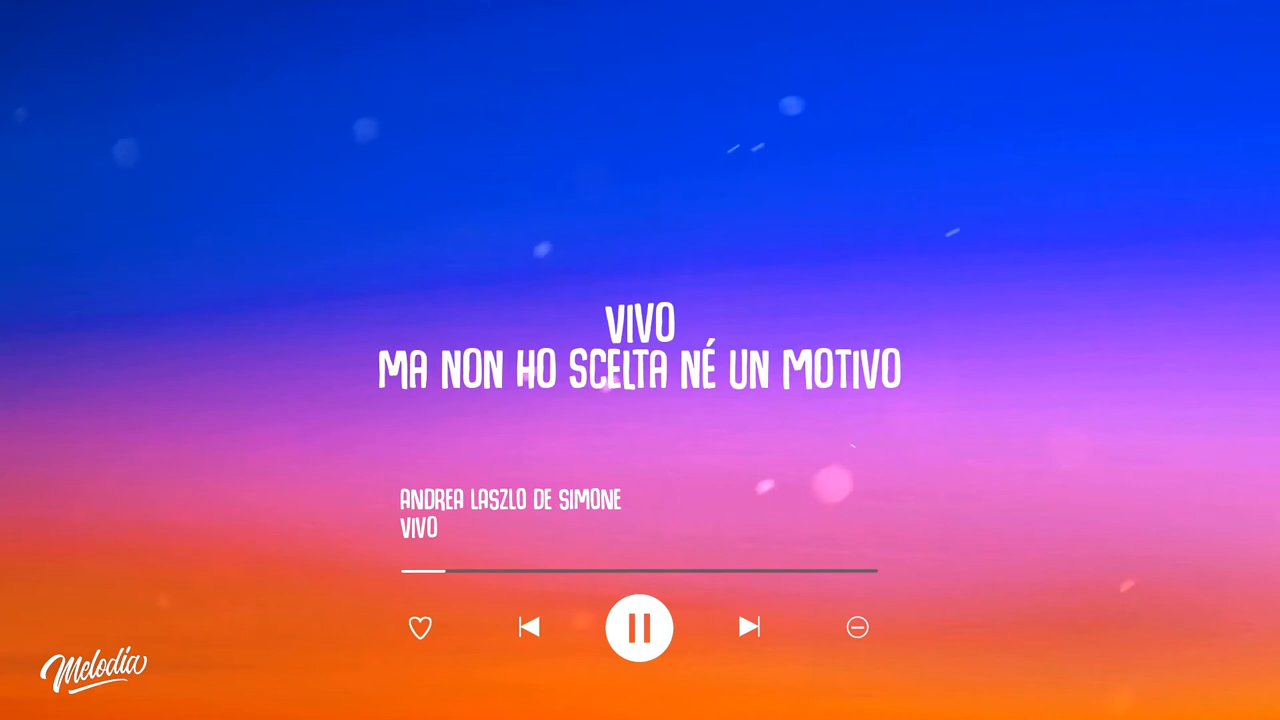 VIVO
MA NON HO SCELTA NÉ UN MOTIVO
ANDREA LASZLO DE SIMONE
VIVO
Melodia